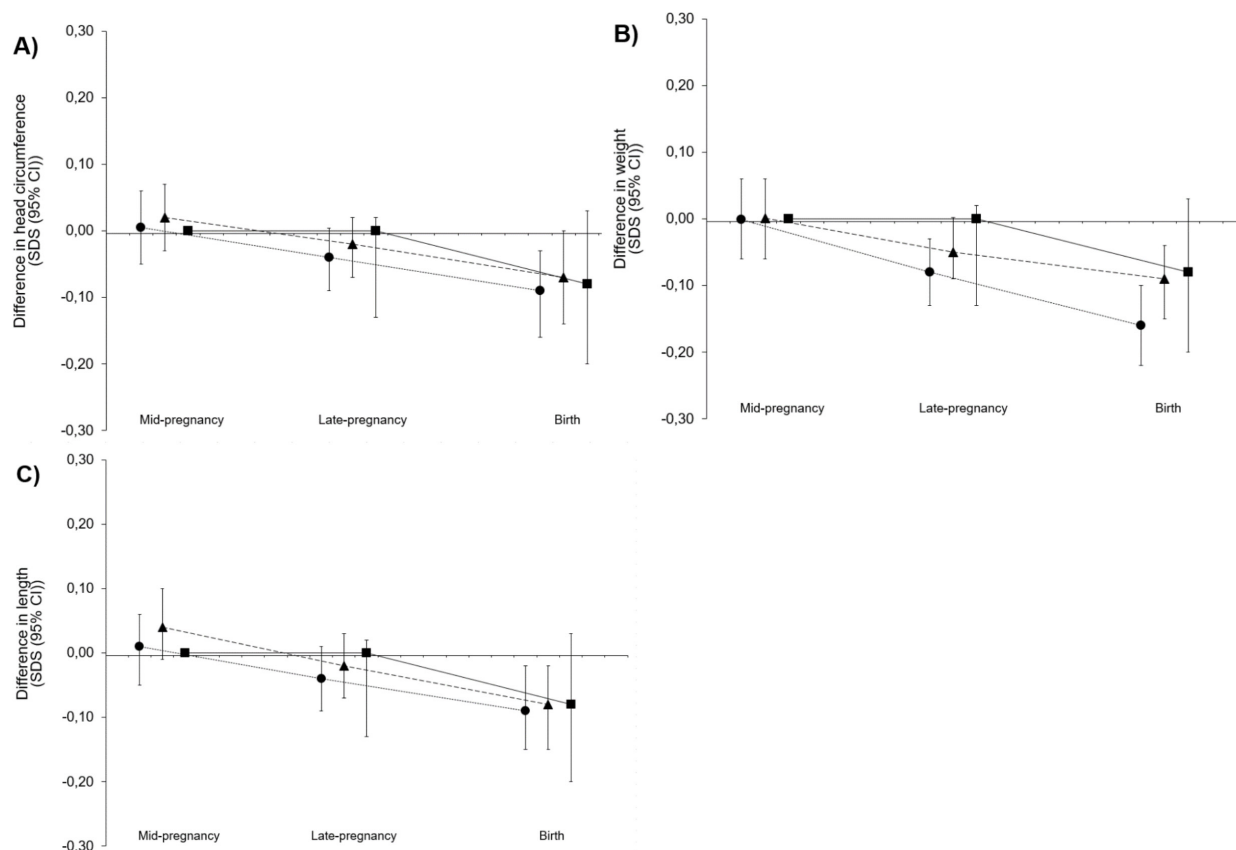 A)
Difference in head circumference
(SDS (95% CI))
0,30
0,20
0,10
0,00
-0,10
-0,20
-0,30
Mid-pregnancy
Late-pregnancy
Birth
B)
Difference in weight
(SDS (95% CI))
0,30
0,20
0,10
0,00
-0,10
-0,20
-0,30
Mid-pregnancy
Late-pregnancy
Birth
C)
Difference in length
(SDS (95% CI))
0,30
0,20
0,10
0,00
-0,10
-0,20
-0,30
Mid-pregnancy
Late-pregnancy
Birth